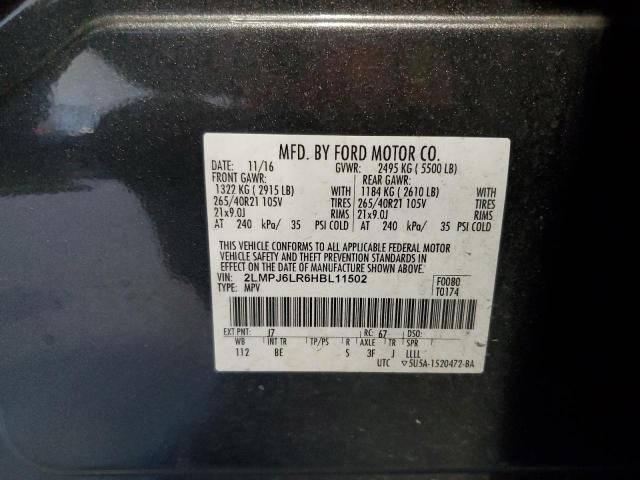 MFD. BY FORD MOTOR CO.
DATE: 11/16 GVWR: 2495 KG ( 5500 LB)
FRONT GAWR: REAR GAWR:
1322 KG ( 2915 LB) WITH 1184 KG ( 2610 LB) WITH
265/40R21 105V TIRES 265/40R21 105V TIRES
21x9.0J RIMS 21x9.0J RIMS
AT 240 kPa/ 35 PSI COLD AT 240 kPa/ 35 PSI COLD
THIS VEHICLE CONFORMS TO ALL APPLICABLE FEDERAL MOTOR
VEHICLE SAFETY AND THEFT PREVENTION STANDARDS IN
EFFECT ON THE DATE OF MANUFACTURE SHOWN ABOVE.
VIN: 2LMPJ6LR6HBL11502 F0080
TYPE: MPV T0174
EXT PNT: J7 RC: 67 DSO:
WB INT TR TP/PS R AXLE TR SPR
112 BE S 3F J LLLL
UTC ▽5U5A-1520472-BA